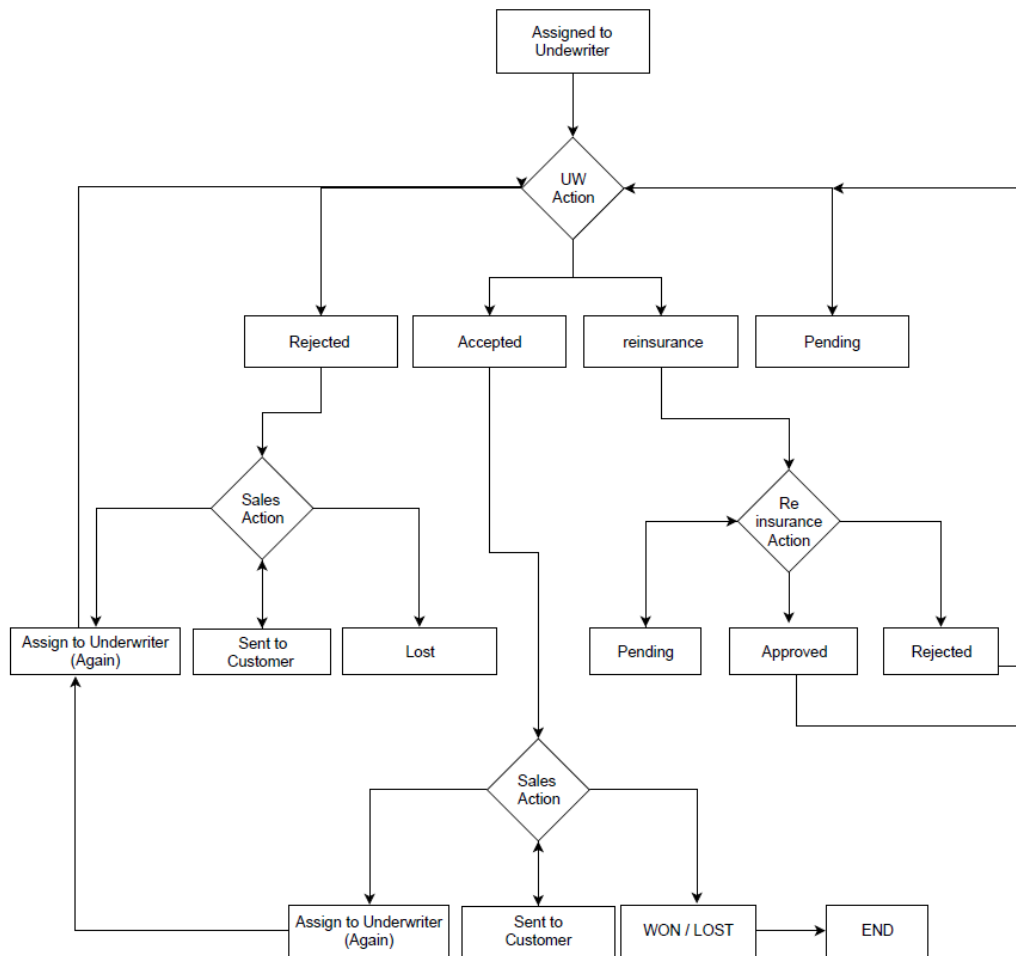 Assigned to
Undewriter
UW
Action
Rejected
Accepted
reinsurance
Pending
Sales
Action
Re
insurance
Action
Assign to Underwriter
(Again)
Sent to
Customer
Lost
Pending
Approved
Rejected
Sales
Action
Assign to Underwriter
(Again)
Sent to
Customer
WON / LOST
END